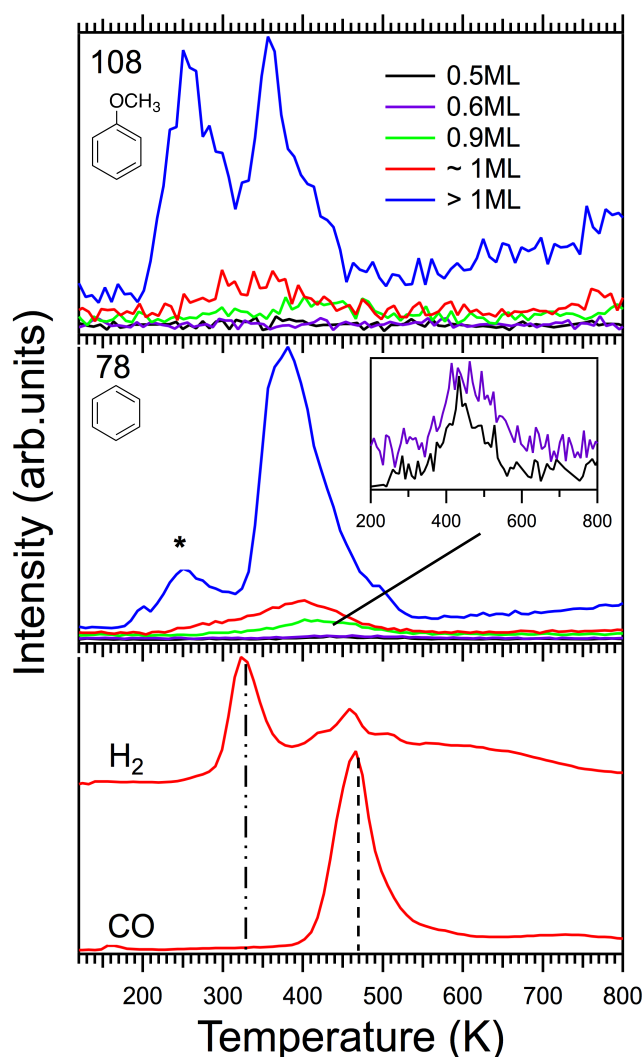 108
OCH3
0.5ML
0.6ML
0.9ML
~ 1ML
> 1ML
78
*
200 400 600 800
Intensity (arb.units)
H2
CO
200 300 400 500 600 700 800
Temperature (K)